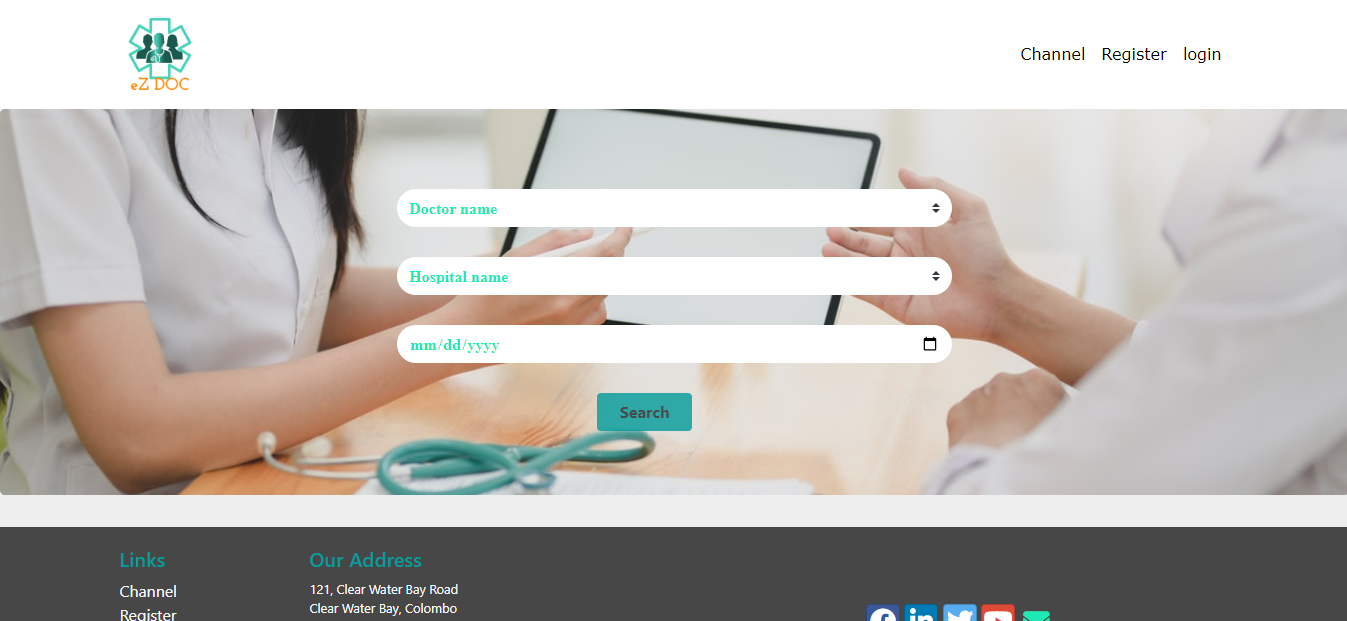 eZ DOC
Channel Register login
Doctor name
Hospital name
mm/dd/yyyy
Search
Links
Channel
Register
Our Address
121, Clear Water Bay Road
Clear Water Bay, Colombo